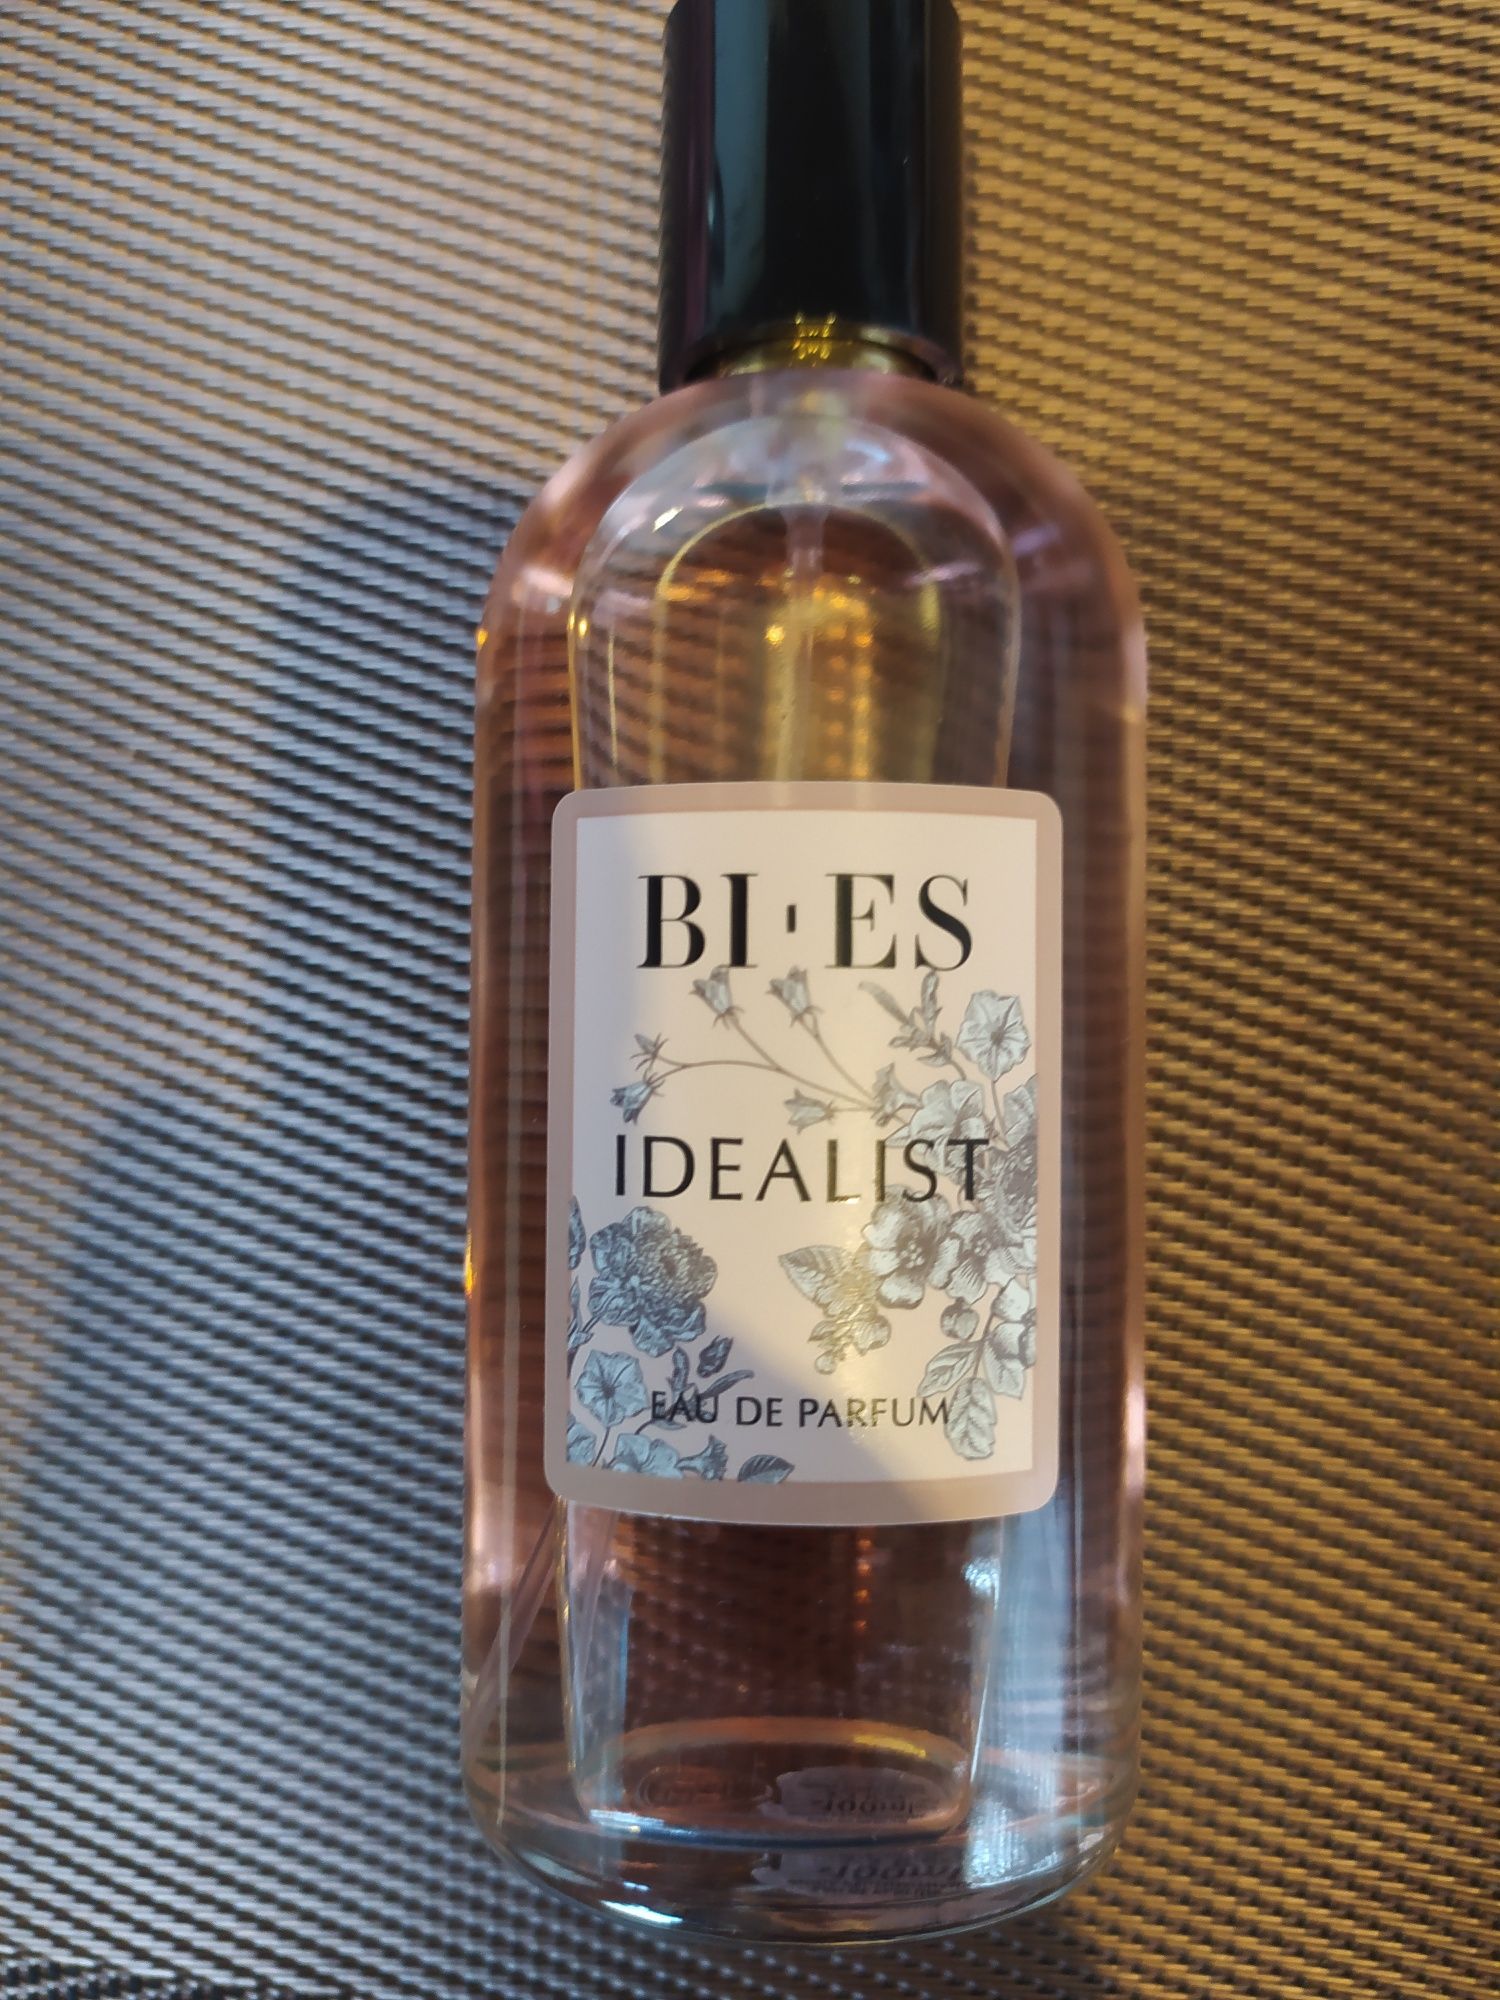 BI·ES
IDEALIST
EAU DE PARFUM